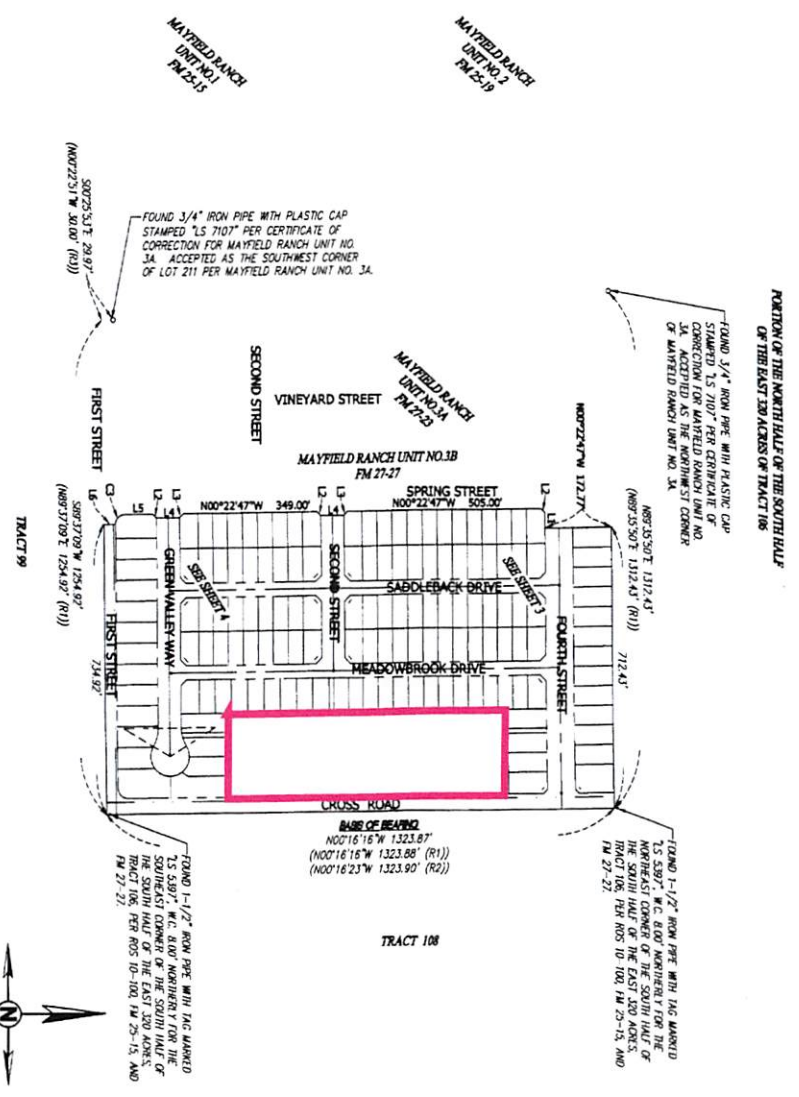 MAYFIELD RANCH
UNIT NO.1
FM 25-15
MAYFIELD RANCH
UNIT NO. 2
FM 25-19
PORTION OF THE NORTH HALF OF THE SOUTH HALF
OF THE EAST 320 ACRES OF TRACT 106
S00°25'53"E 29.97'
(N00°22'51"W 30.00' (R3))
FOUND 3/4" IRON PIPE WITH PLASTIC CAP
STAMPED "LS 7107" PER CERTIFICATE OF
CORRECTION FOR MAYFIELD RANCH UNIT NO.
3A. ACCEPTED AS THE SOUTHWEST CORNER
OF LOT 211 PER MAYFIELD RANCH UNIT NO. 3A.
FOUND 3/4" IRON PIPE WITH PLASTIC CAP
STAMPED "LS 7107" PER CERTIFICATE OF
CORRECTION FOR MAYFIELD RANCH UNIT NO.
3A. ACCEPTED AS THE NORTHWEST CORNER
OF MAYFIELD RANCH UNIT NO. 3A.
FIRST STREET
SECOND STREET
VINEYARD STREET
MAYFIELD RANCH
UNIT NO.3A
FM 27-23
N00°22'47"W 172.77'
MAYFIELD RANCH UNIT NO.3B
FM 27-27
SPRING STREET
L6
C3
L5
L2
L4
L3
N00°22'47"W 349.00'
L2
L4
L3
N00°22'47"W 505.00'
L2
N89°35'50"E 1312.43'
(N89°35'50"E 1312.43' (R1))
712.43'
S89°37'09"W 1254.92'
(N89°37'09"E 1254.92' (R1))
734.92'
TRACT 99
FIRST STREET
GREENVALLEY WAY
SEE SHEET 4
SECOND STREET
SADDLEBACK DRIVE
SEE SHEET 3
FOURTH STREET
MEADOWBROOK DRIVE
CROSS ROAD
BASIS OF BEARING
N00°16'16"W 1323.87'
(N00°16'16"W 1323.88' (R1))
(N00°16'23"W 1323.90' (R2))
TRACT 108
FOUND 1-1/2" IRON PIPE WITH TAG MARKED
"LS 5397", W.C. 8.00' NORTHERLY FOR THE
SOUTHEAST CORNER OF THE SOUTH HALF OF
THE SOUTH HALF OF THE EAST 320 ACRES,
TRACT 106, PER ROS 10-100, FM 25-15, AND
FM 27-27.
FOUND 1-1/2" IRON PIPE WITH TAG MARKED
"LS 5397", W.C. 8.00' NORTHERLY FOR THE
NORTHEAST CORNER OF THE SOUTH HALF OF
THE SOUTH HALF OF THE EAST 320 ACRES,
TRACT 106, PER ROS 10-100, FM 25-15, AND
FM 27-27.
N